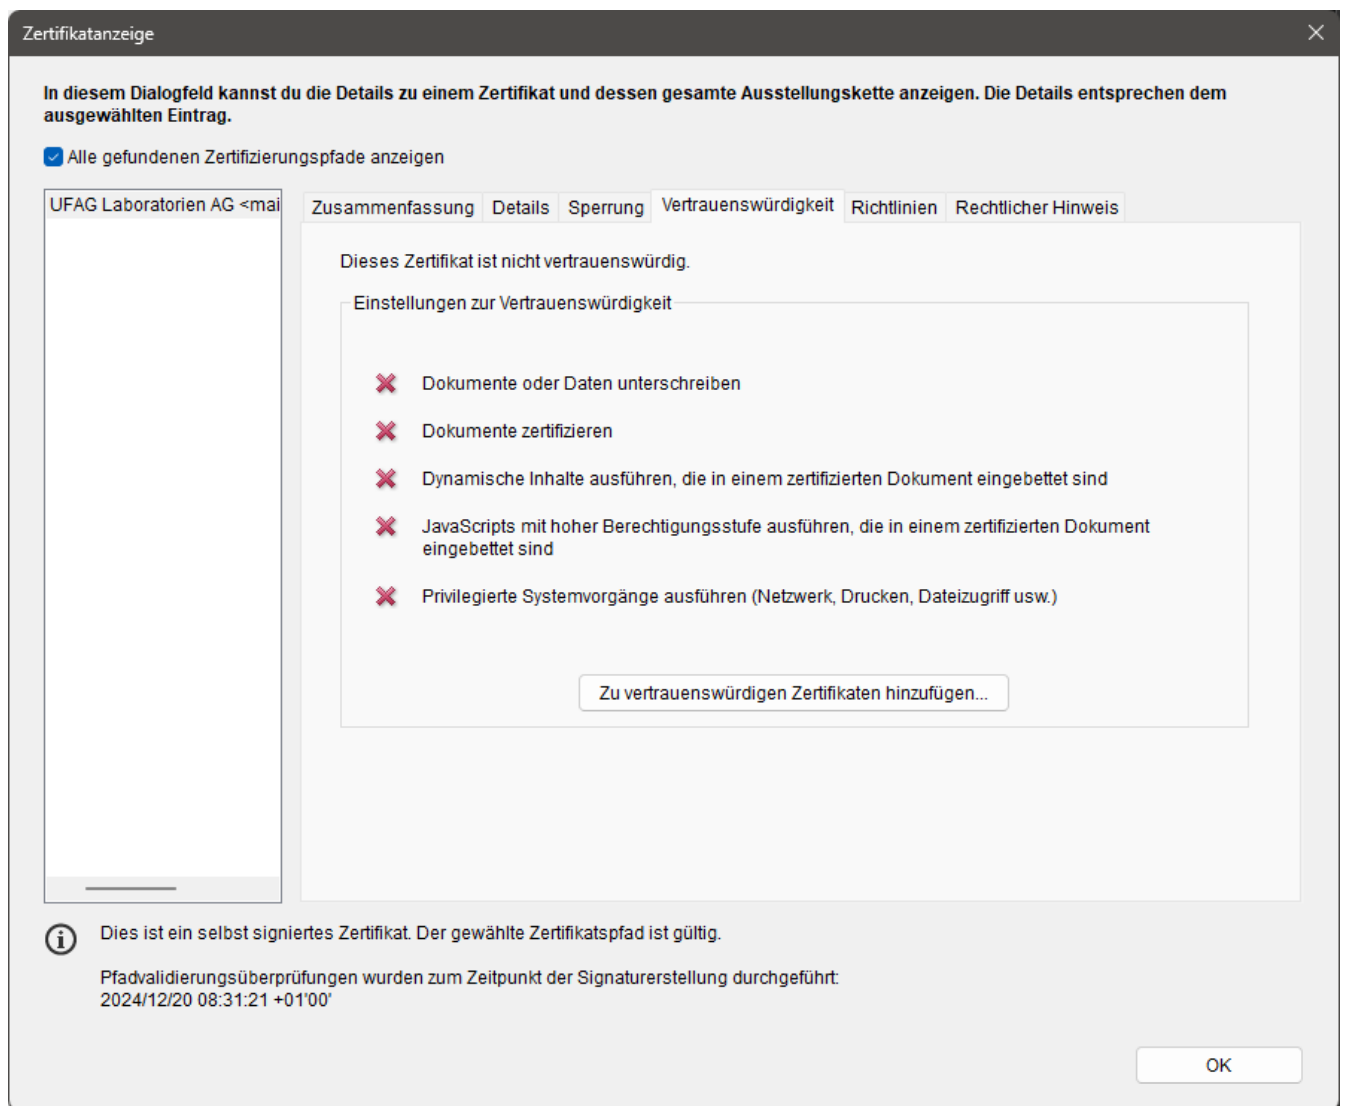 Zertifikatanzeige
In diesem Dialogfeld kannst du die Details zu einem Zertifikat und dessen gesamte Ausstellungskette anzeigen. Die Details entsprechen dem
ausgewählten Eintrag.
Alle gefundenen Zertifizierungspfade anzeigen
UFAG Laboratorien AG <mai
Zusammenfassung Details Sperrung Vertrauenswürdigkeit Richtlinien Rechtlicher Hinweis
Dieses Zertifikat ist nicht vertrauenswürdig.
Einstellungen zur Vertrauenswürdigkeit
Dokumente oder Daten unterschreiben
Dokumente zertifizieren
Dynamische Inhalte ausführen, die in einem zertifizierten Dokument eingebettet sind
JavaScripts mit hoher Berechtigungsstufe ausführen, die in einem zertifizierten Dokument
eingebettet sind
Privilegierte Systemvorgänge ausführen (Netzwerk, Drucken, Dateizugriff usw.)
Zu vertrauenswürdigen Zertifikaten hinzufügen...
Dies ist ein selbst signiertes Zertifikat. Der gewählte Zertifikatspfad ist gültig.
Pfadvalidierungsüberprüfungen wurden zum Zeitpunkt der Signaturerstellung durchgeführt:
2024/12/20 08:31:21 +01'00'
OK